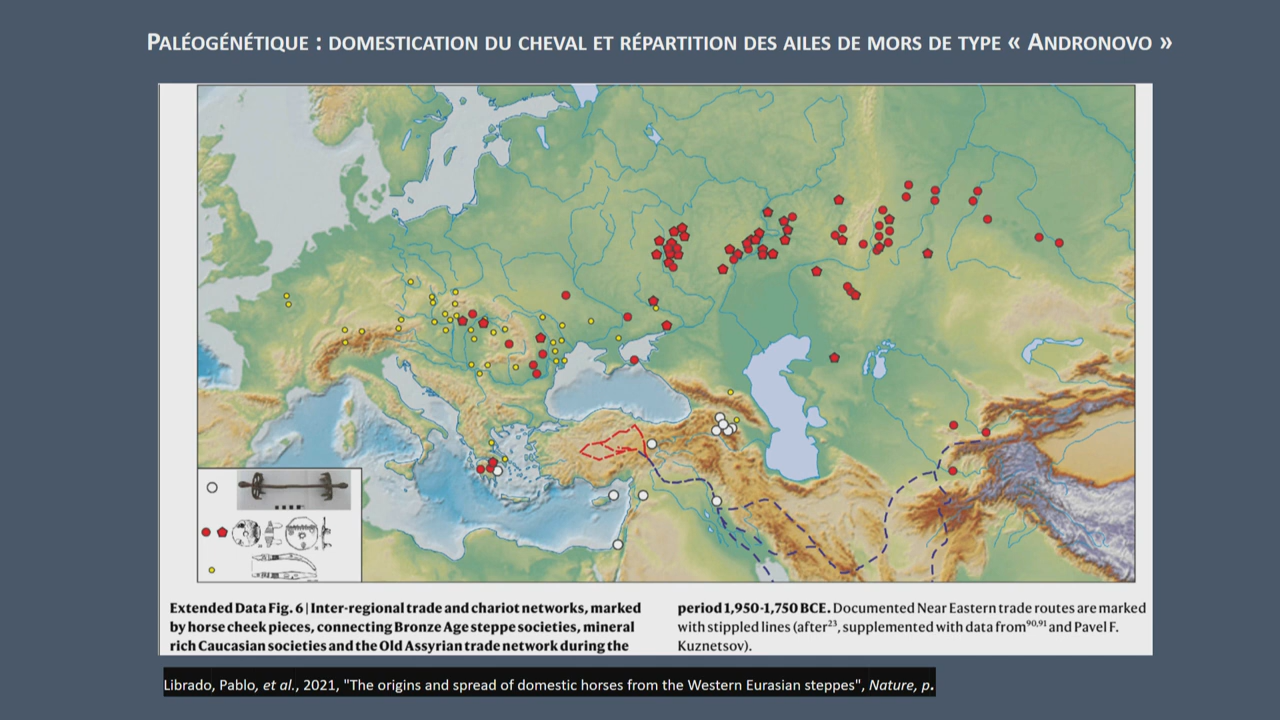 PALÉOGÉNÉTIQUE : DOMESTICATION DU CHEVAL ET RÉPARTITION DES AILES DE MORS DE TYPE « ANDRONOVO »
Extended Data Fig. 6 | Inter-regional trade and chariot networks, marked
by horse cheek pieces, connecting Bronze Age steppe societies, mineral
rich Caucasian societies and the Old Assyrian trade network during the
period 1,950-1,750 BCE. Documented Near Eastern trade routes are marked
with stippled lines (after23, supplemented with data from90,91 and Pavel F.
Kuznetsov).
Librado, Pablo, et al., 2021, "The origins and spread of domestic horses from the Western Eurasian steppes", Nature, p.